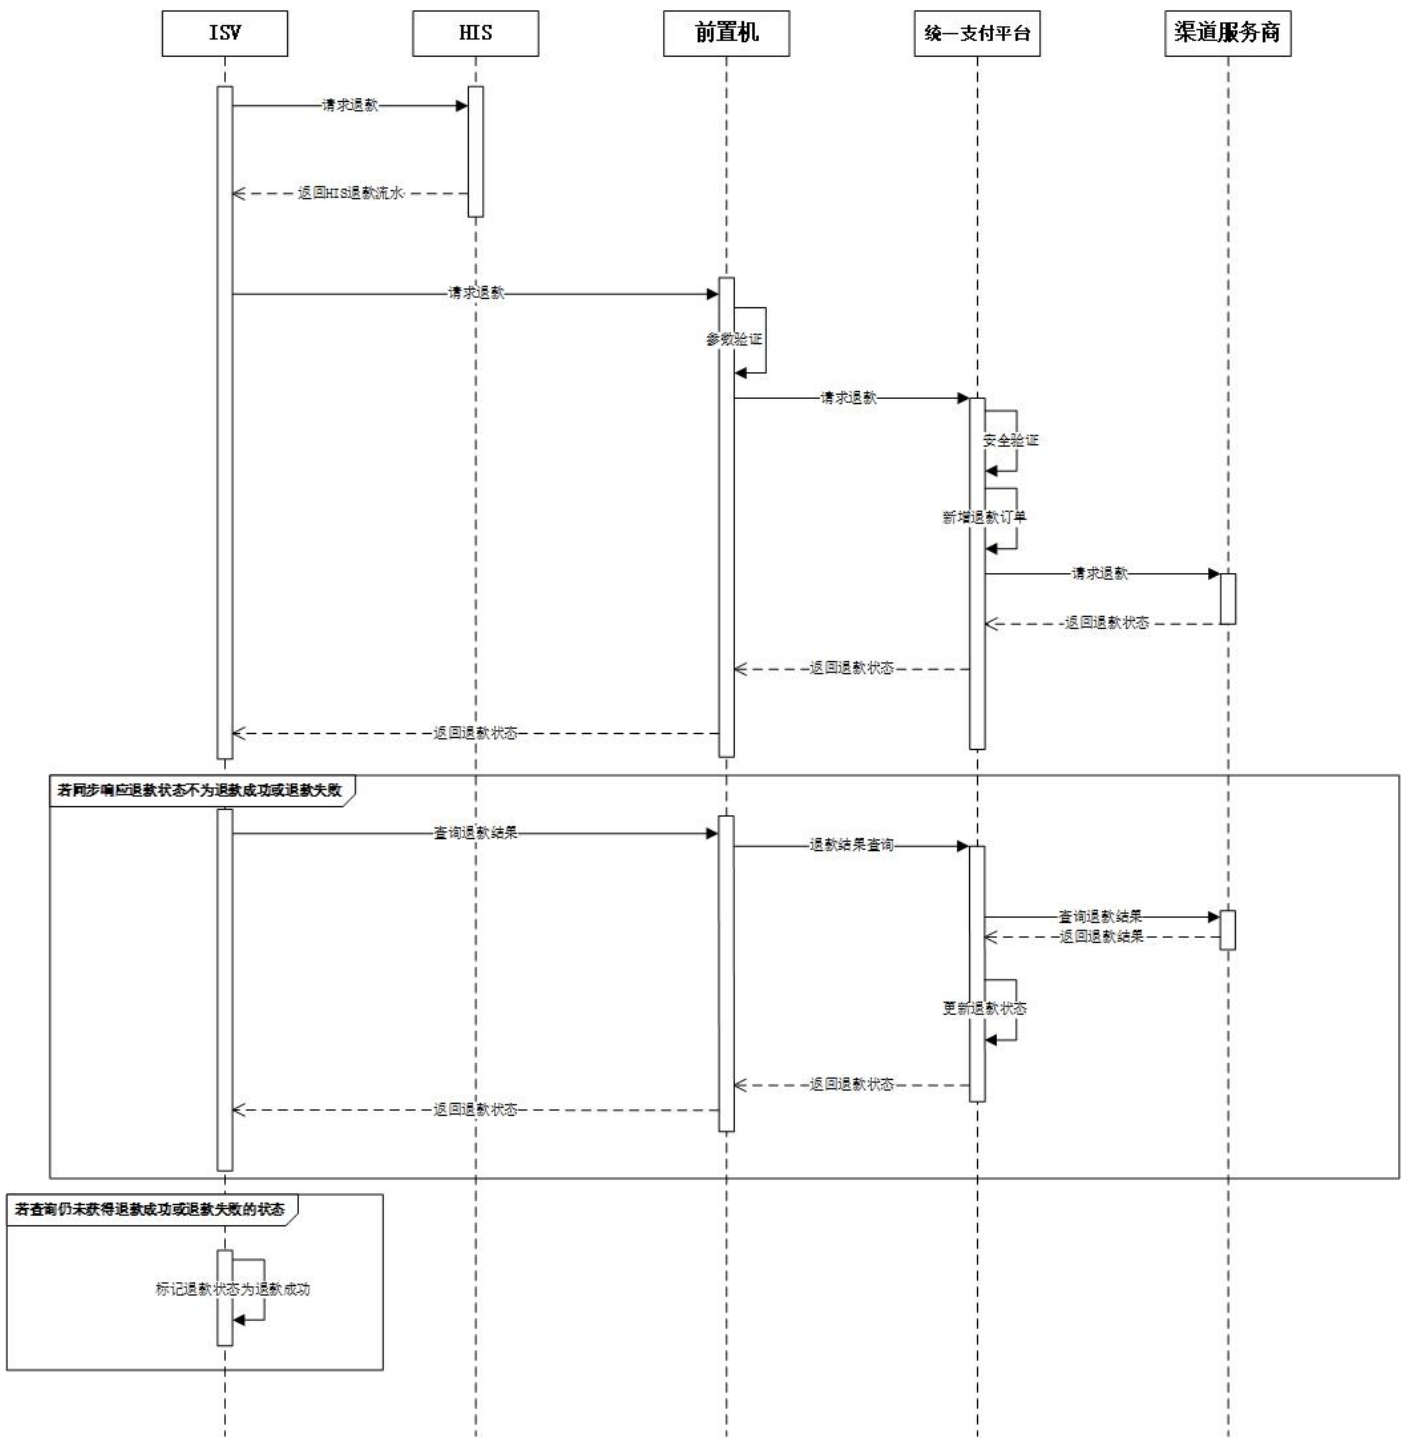 ISV
HIS
前置机
统一支付平台
渠道服务商
请求退款
返回HIS退款流水
请求退款
参数验证
请求退款
安全验证
新增退款订单
请求退款
返回退款状态
返回退款状态
返回退款状态
若同步响应退款状态不为退款成功或退款失败
查询退款结果
退款结果查询
查询退款结果
返回退款结果
更新退款状态
返回退款状态
返回退款状态
若查询仍未获得退款成功或退款失败的状态
标记退款状态为退款成功